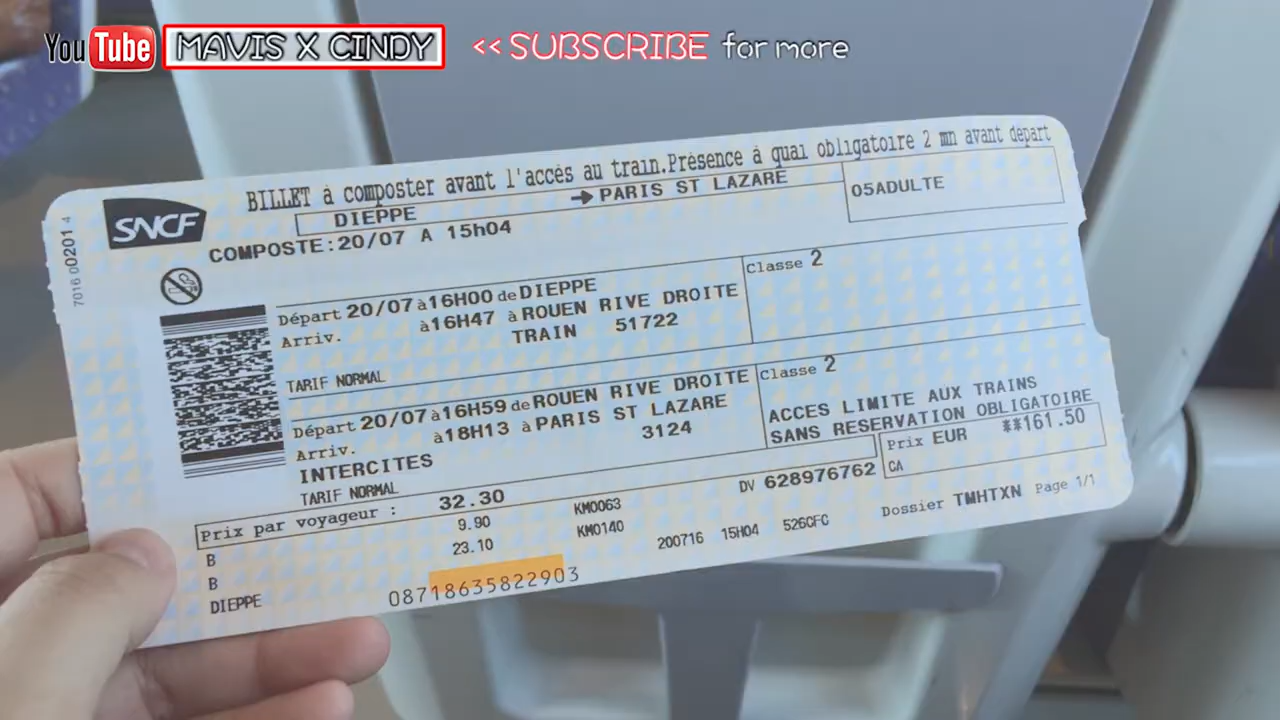 YouTube MAVIS X CINDY << SUBSCRIBE for more
BILLET à composter avant l'accès au train.Présence à quai obligatoire 2 mn avant départ
SNCF
DIEPPE → PARIS ST LAZARE
05ADULTE
COMPOSTE:20/07 A 15h04
7016 00201 4
Départ 20/07 à16H00 de DIEPPE
Classe 2
Arriv. à16H47 à ROUEN RIVE DROITE
TRAIN 51722
TARIF NORMAL
Départ 20/07 à16H59 de ROUEN RIVE DROITE
Classe 2
Arriv. à18H13 à PARIS ST LAZARE
INTERCITES 3124
ACCES LIMITE AUX TRAINS
SANS RESERVATION OBLIGATOIRE
TARIF NORMAL
Prix EUR **161.50
CA
Prix par voyageur : 32.30
DV 628976762
B 9.90 KM0063
B 23.10 KM0140
Dossier TMHTXN Page 1/1
DIEPPE 200716 15H04 526CFC
08718635822903